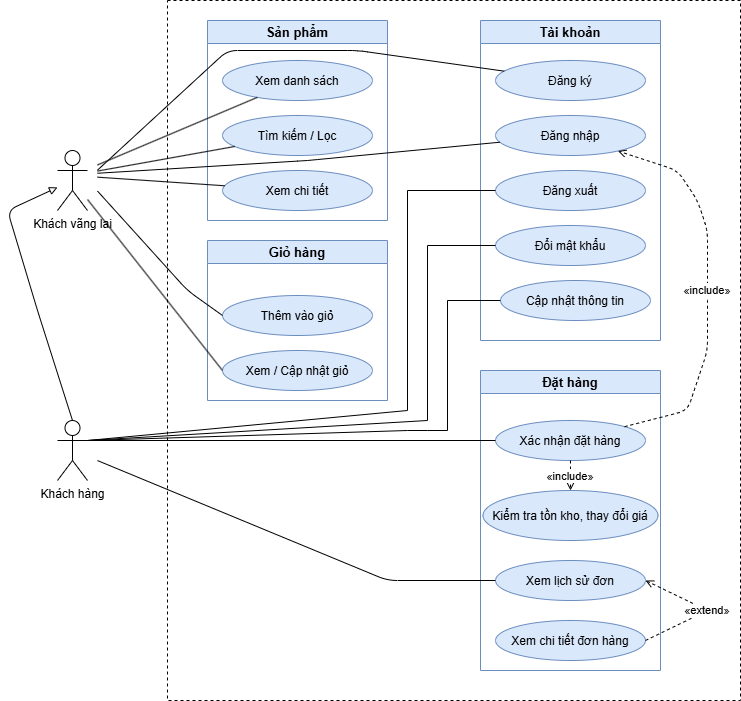 Sản phẩm
Xem danh sách
Tìm kiếm / Lọc
Xem chi tiết
Tài khoản
Đăng ký
Đăng nhập
Đăng xuất
Đổi mật khẩu
Cập nhật thông tin
Khách vãng lai
Giỏ hàng
Thêm vào giỏ
Xem / Cập nhật giỏ
«include»
Đặt hàng
Xác nhận đặt hàng
«include»
Kiểm tra tồn kho, thay đổi giá
Xem lịch sử đơn
«extend»
Xem chi tiết đơn hàng
Khách hàng